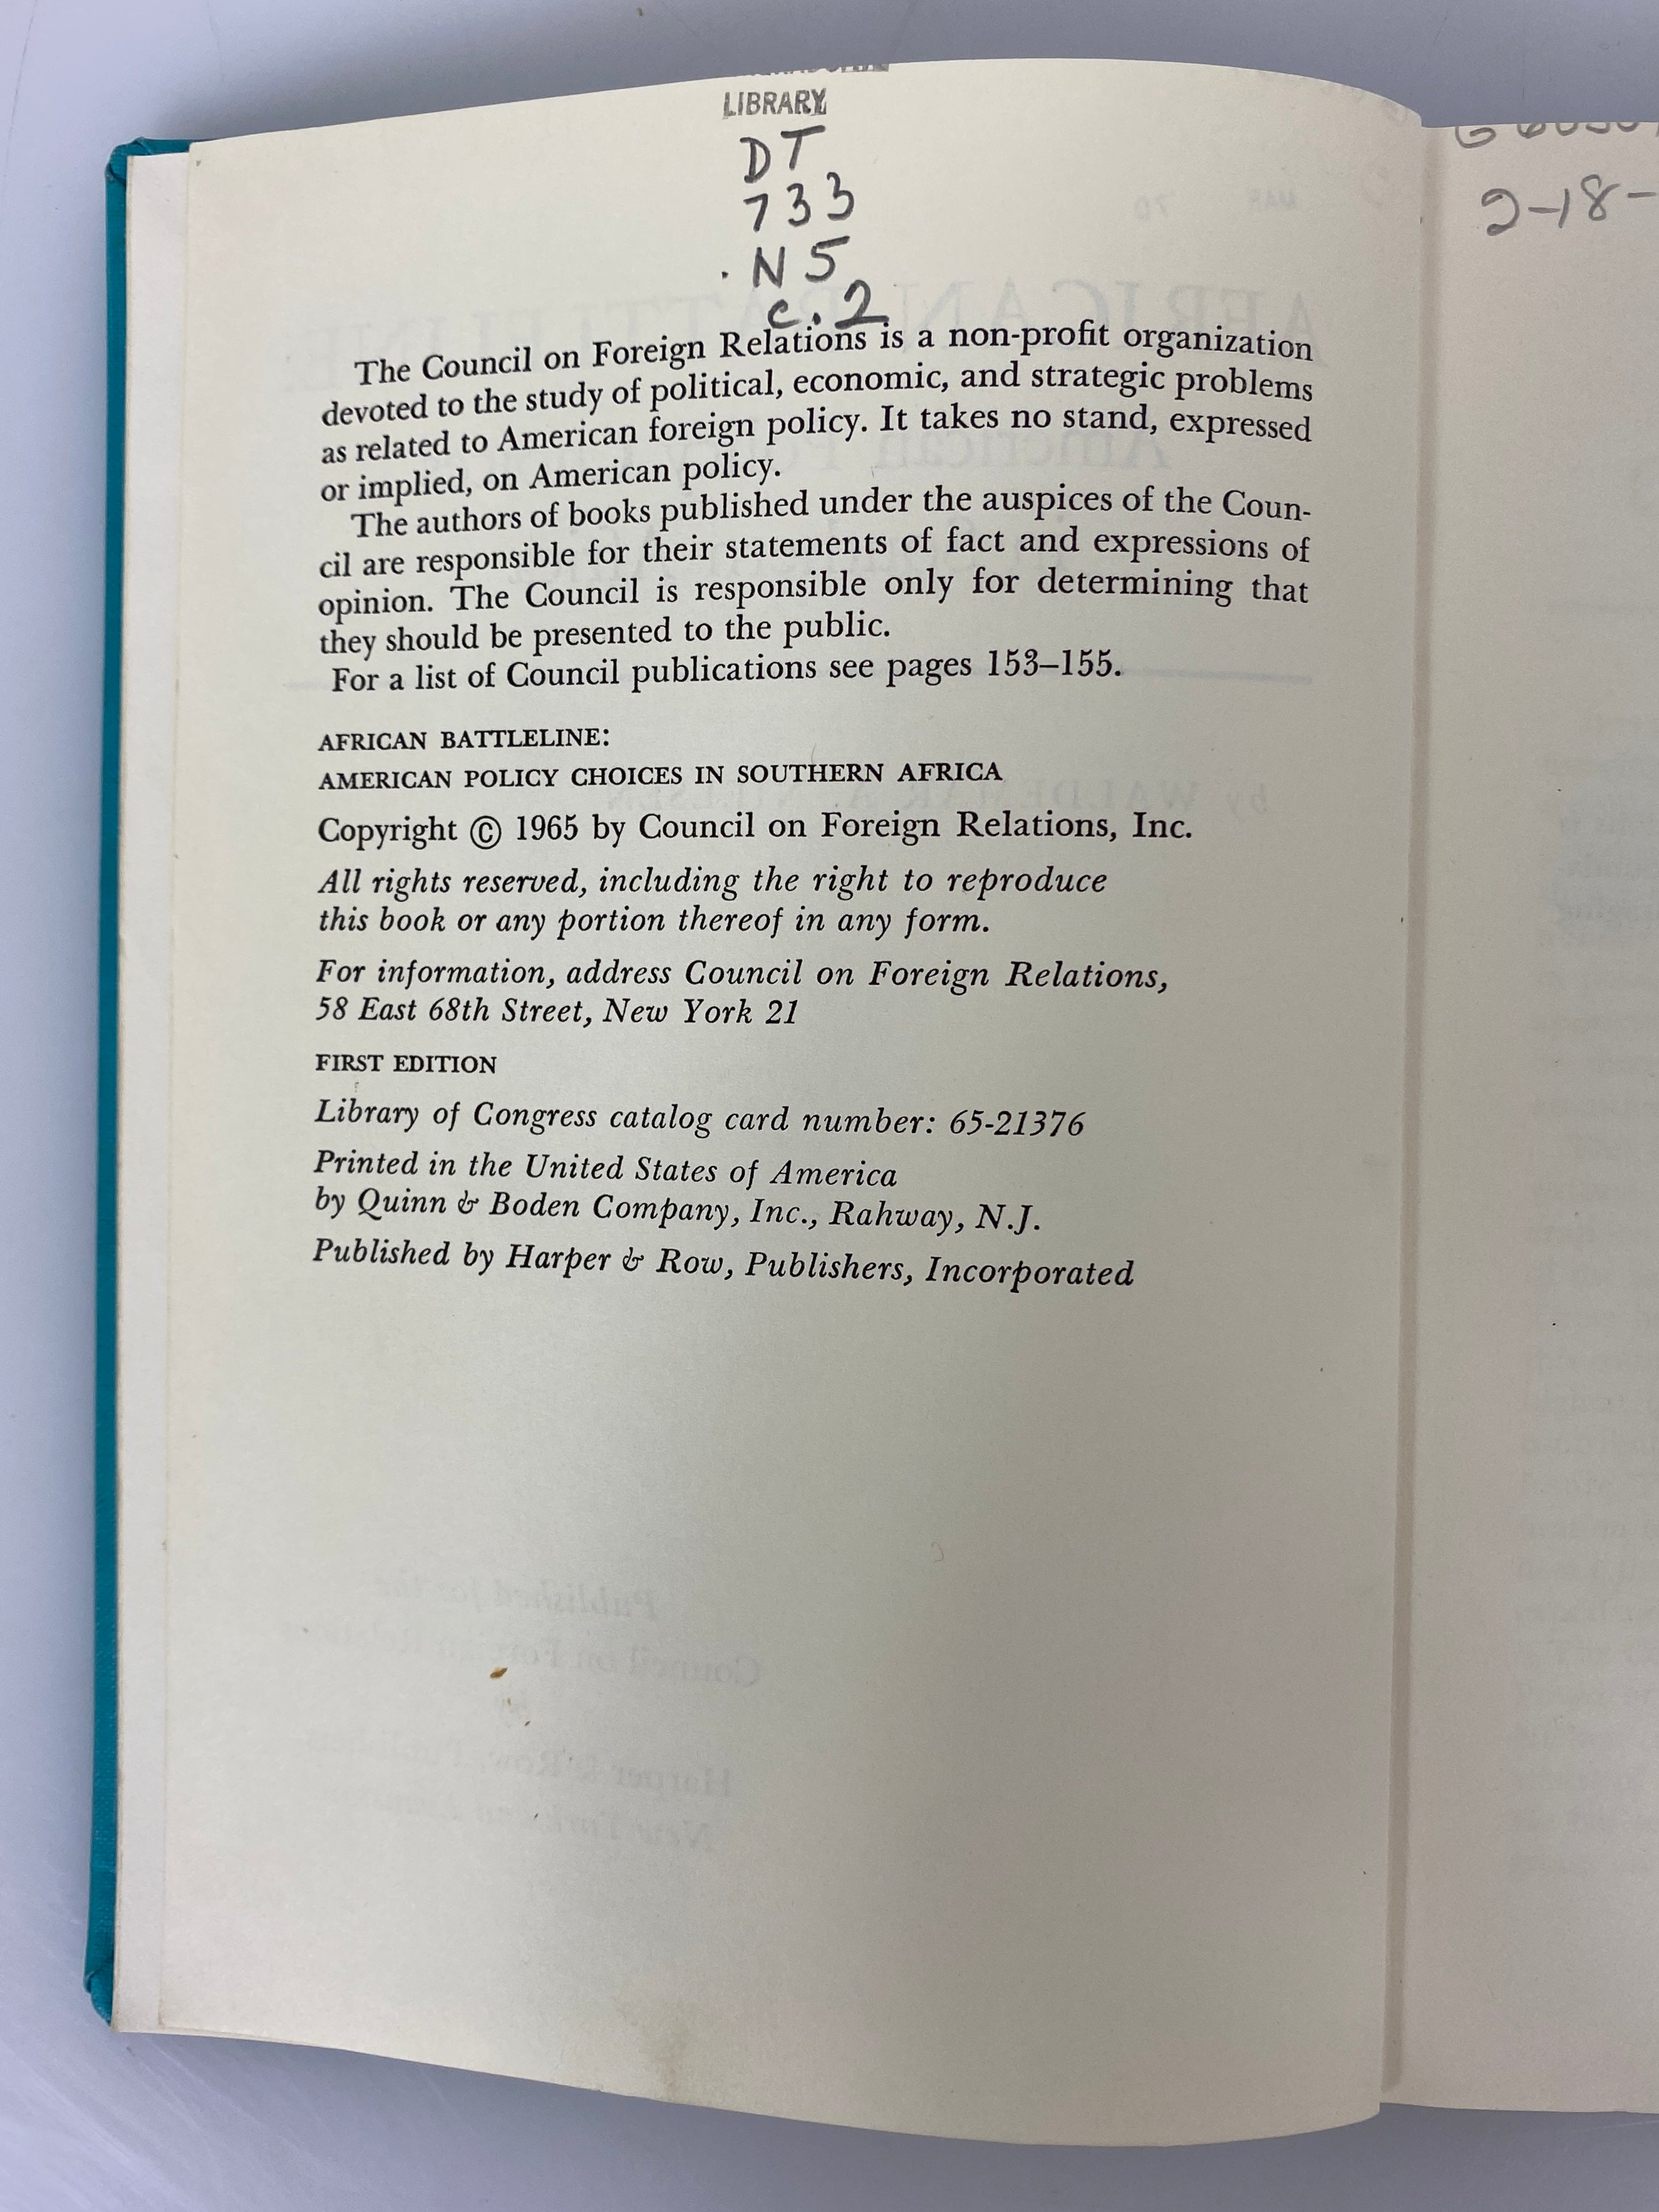 LIBRARY
DT
733
.N5
c.2
The Council on Foreign Relations is a non-profit organization
devoted to the study of political, economic, and strategic problems
as related to American foreign policy. It takes no stand, expressed
or implied, on American policy.
The authors of books published under the auspices of the Coun-
cil are responsible for their statements of fact and expressions of
opinion. The Council is responsible only for determining that
they should be presented to the public.
For a list of Council publications see pages 153–155.
AFRICAN BATTLELINE:
AMERICAN POLICY CHOICES IN SOUTHERN AFRICA
Copyright © 1965 by Council on Foreign Relations, Inc.
All rights reserved, including the right to reproduce
this book or any portion thereof in any form.
For information, address Council on Foreign Relations,
58 East 68th Street, New York 21
FIRST EDITION
Library of Congress catalog card number: 65-21376
Printed in the United States of America
by Quinn & Boden Company, Inc., Rahway, N.J.
Published by Harper & Row, Publishers, Incorporated
2-18-